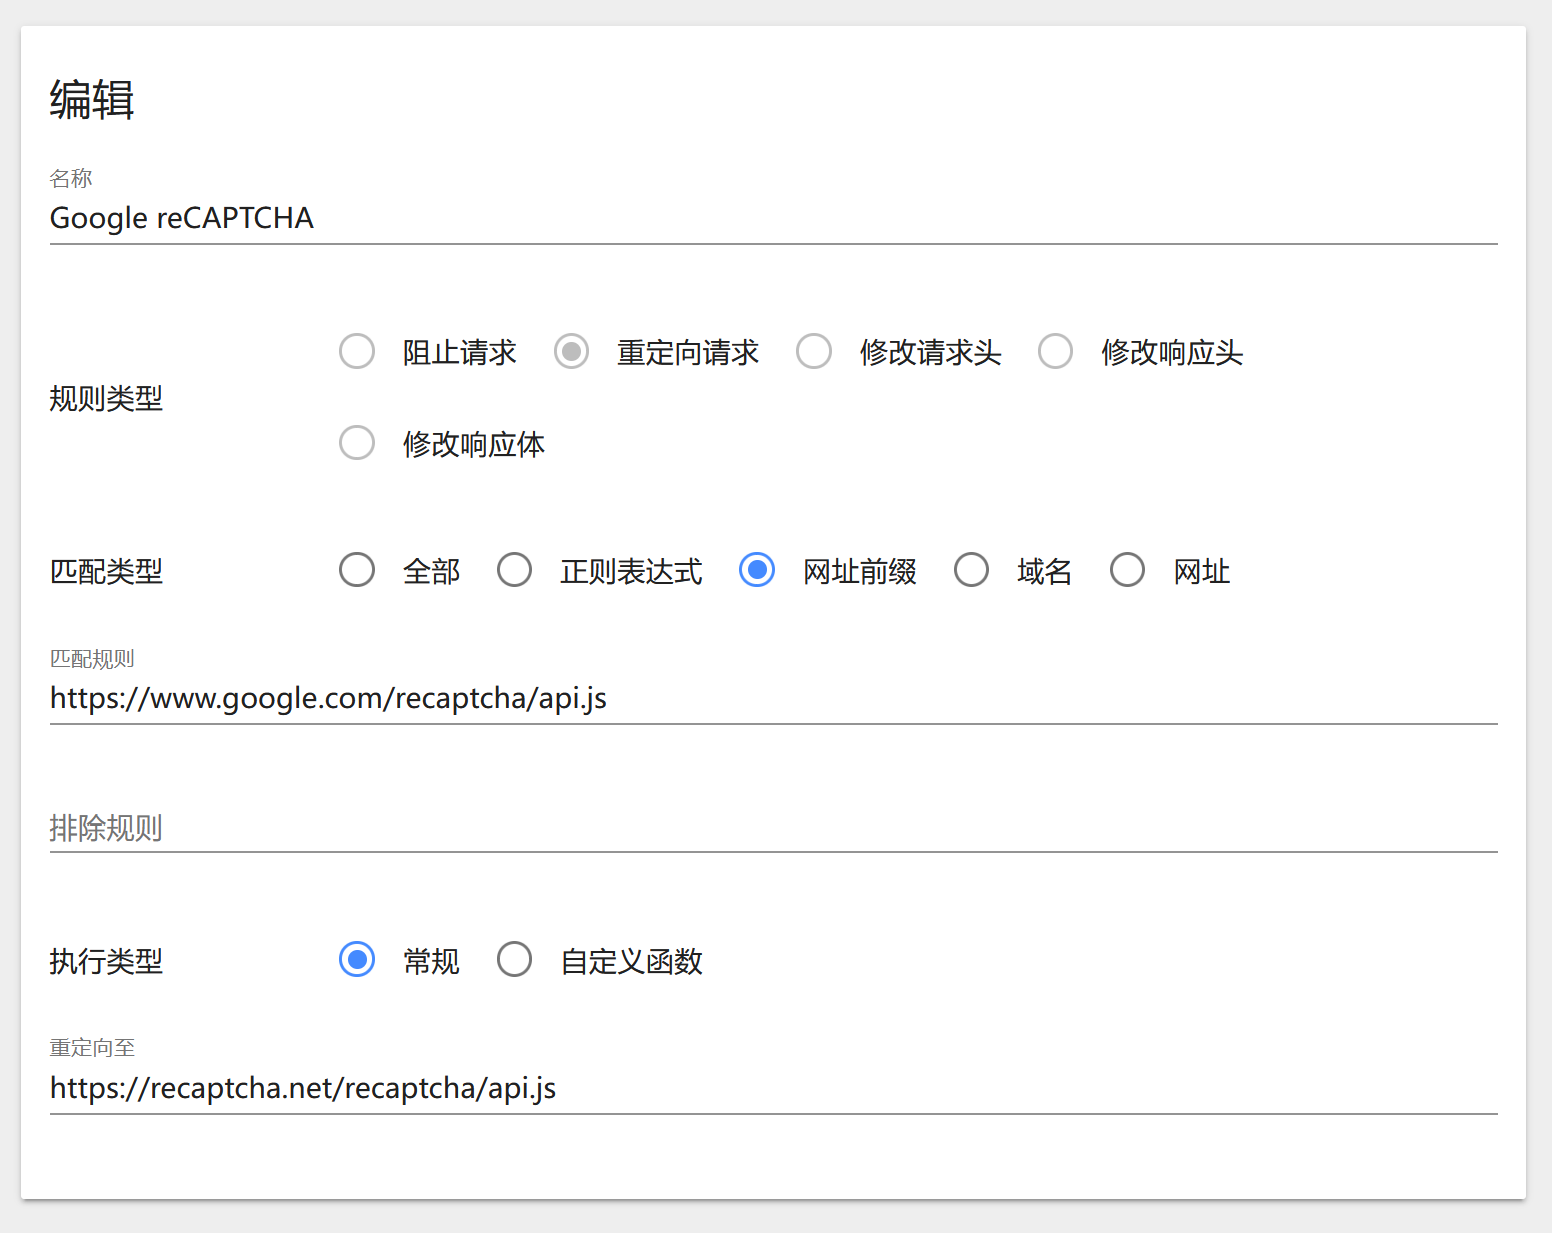 编辑
名称
Google reCAPTCHA
阻止请求 重定向请求 修改请求头 修改响应头
规则类型
修改响应体
匹配类型 全部 正则表达式 网址前缀 域名 网址
匹配规则
https://www.google.com/recaptcha/api.js
排除规则
执行类型 常规 自定义函数
重定向至
https://recaptcha.net/recaptcha/api.js